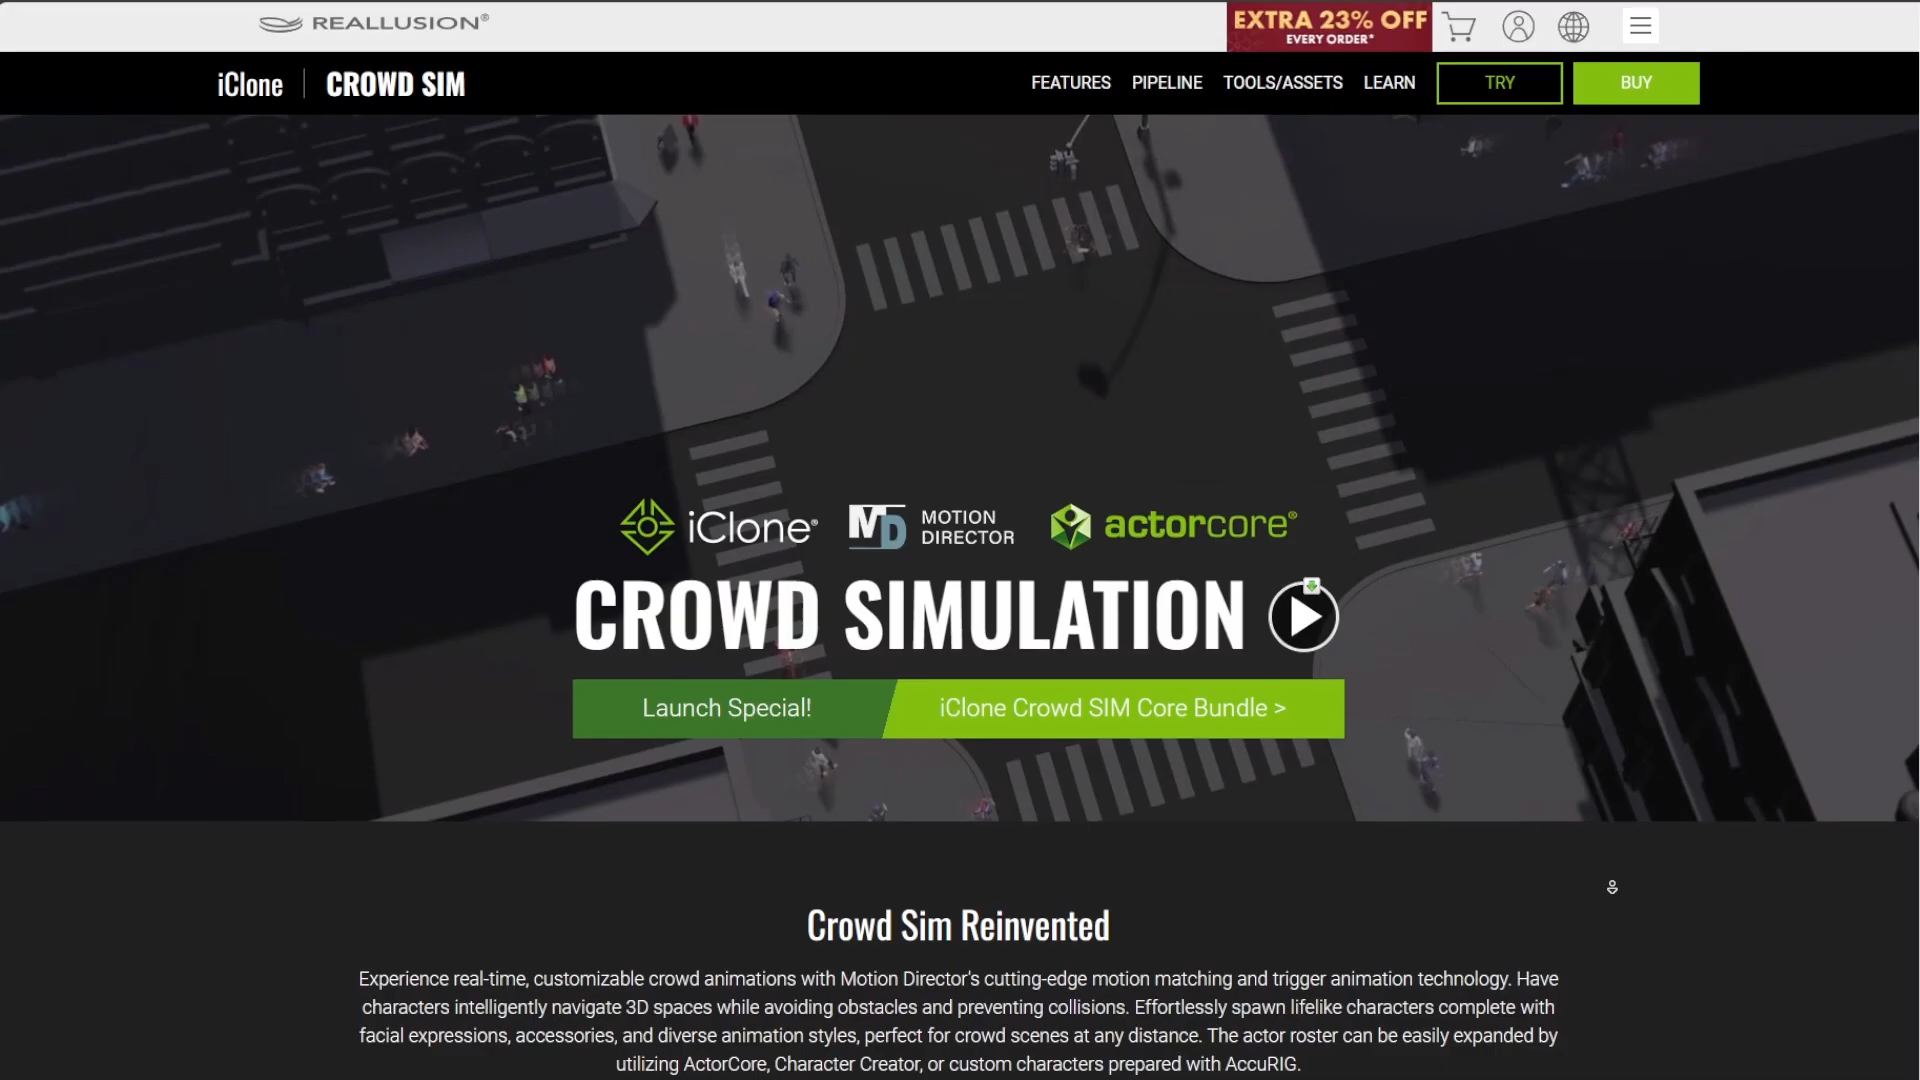 REALLUSION®
EXTRA 23% OFF
EVERY ORDER*
iClone
CROWD SIM
FEATURES
PIPELINE
TOOLS/ASSETS
LEARN
TRY
BUY
iClone®
MD
MOTION
DIRECTOR
actorcore®
CROWD SIMULATION
Launch Special!
iClone Crowd SIM Core Bundle >
Crowd Sim Reinvented
Experience real-time, customizable crowd animations with Motion Director's cutting-edge motion matching and trigger animation technology. Have
characters intelligently navigate 3D spaces while avoiding obstacles and preventing collisions. Effortlessly spawn lifelike characters complete with
facial expressions, accessories, and diverse animation styles, perfect for crowd scenes at any distance. The actor roster can be easily expanded by
utilizing ActorCore, Character Creator, or custom characters prepared with AccuRIG.